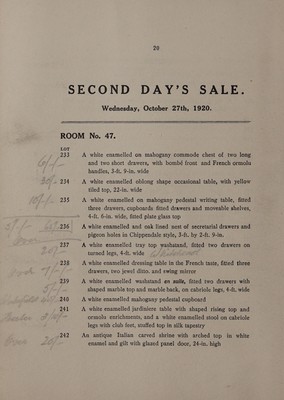 20
SECOND DAY'S SALE.
Wednesday, October 27th, 1920.
ROOM No. 47.
LOT
233 A white enamelled on mahogany commode chest of two long
and two short drawers, with bombé front and French ormolu
handles, 3-ft. 9-in. wide
234 A white enamelled oblong shape occasional table, with yellow
tiled top, 22-in. wide
235 A white enamelled on mahogany pedestal writing table, fitted
three drawers, cupboards fitted drawers and moveable shelves,
4-ft. 6-in. wide, fitted plate glass top
236 A white enamelled and oak lined nest of secretarial drawers and
pigeon holes in Chippendale style, 3-ft. by 2-ft. 9-in.
237 A white enamelled tray top washstand, fitted two drawers on
turned legs, 4-ft. wide
238 A white enamelled dressing table in the French taste, fitted three
drawers, two jewel ditto, and swing mirror
239 A white enamelled washstand en suite, fitted two drawers with
shaped marble top and marble back, on cabriole legs, 4-ft. wide
240 A white enamelled mahogany pedestal cupboard
241 A white enamelled jardiniere table with shaped rising top and
ormolu enrichments, and a white enamelled stool on cabriole
legs with club feet, stuffed top in silk tapestry
242 An antique Italian carved shrine with arched top in white
enamel and gilt with glazed panel door, 24-in. high